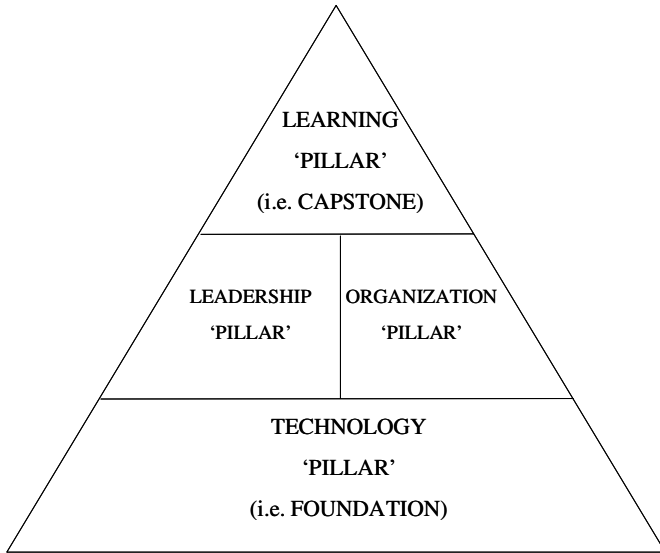 LEARNING
‘PILLAR’
(i.e. CAPSTONE)
LEADERSHIP
‘PILLAR’
ORGANIZATION
‘PILLAR’
TECHNOLOGY
‘PILLAR’
(i.e. FOUNDATION)